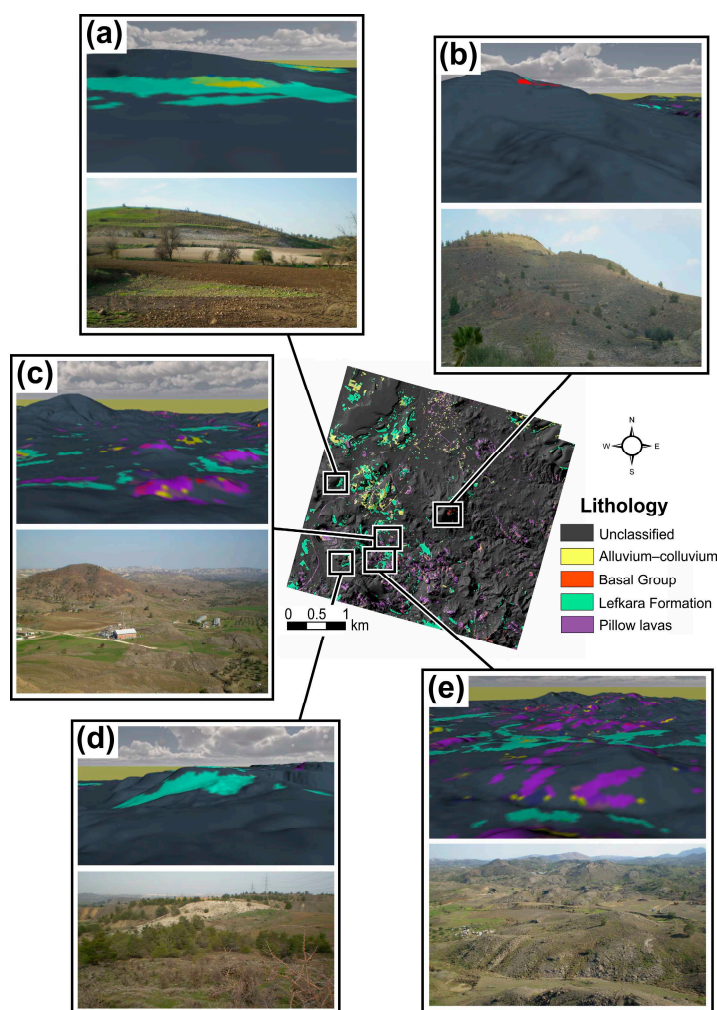 (a)
(b)
(c)
N
W E
S
Lithology
Unclassified
Alluvium–colluvium
Basal Group
Lefkara Formation
Pillow lavas
0 0.5 1
km
(d)
(e)